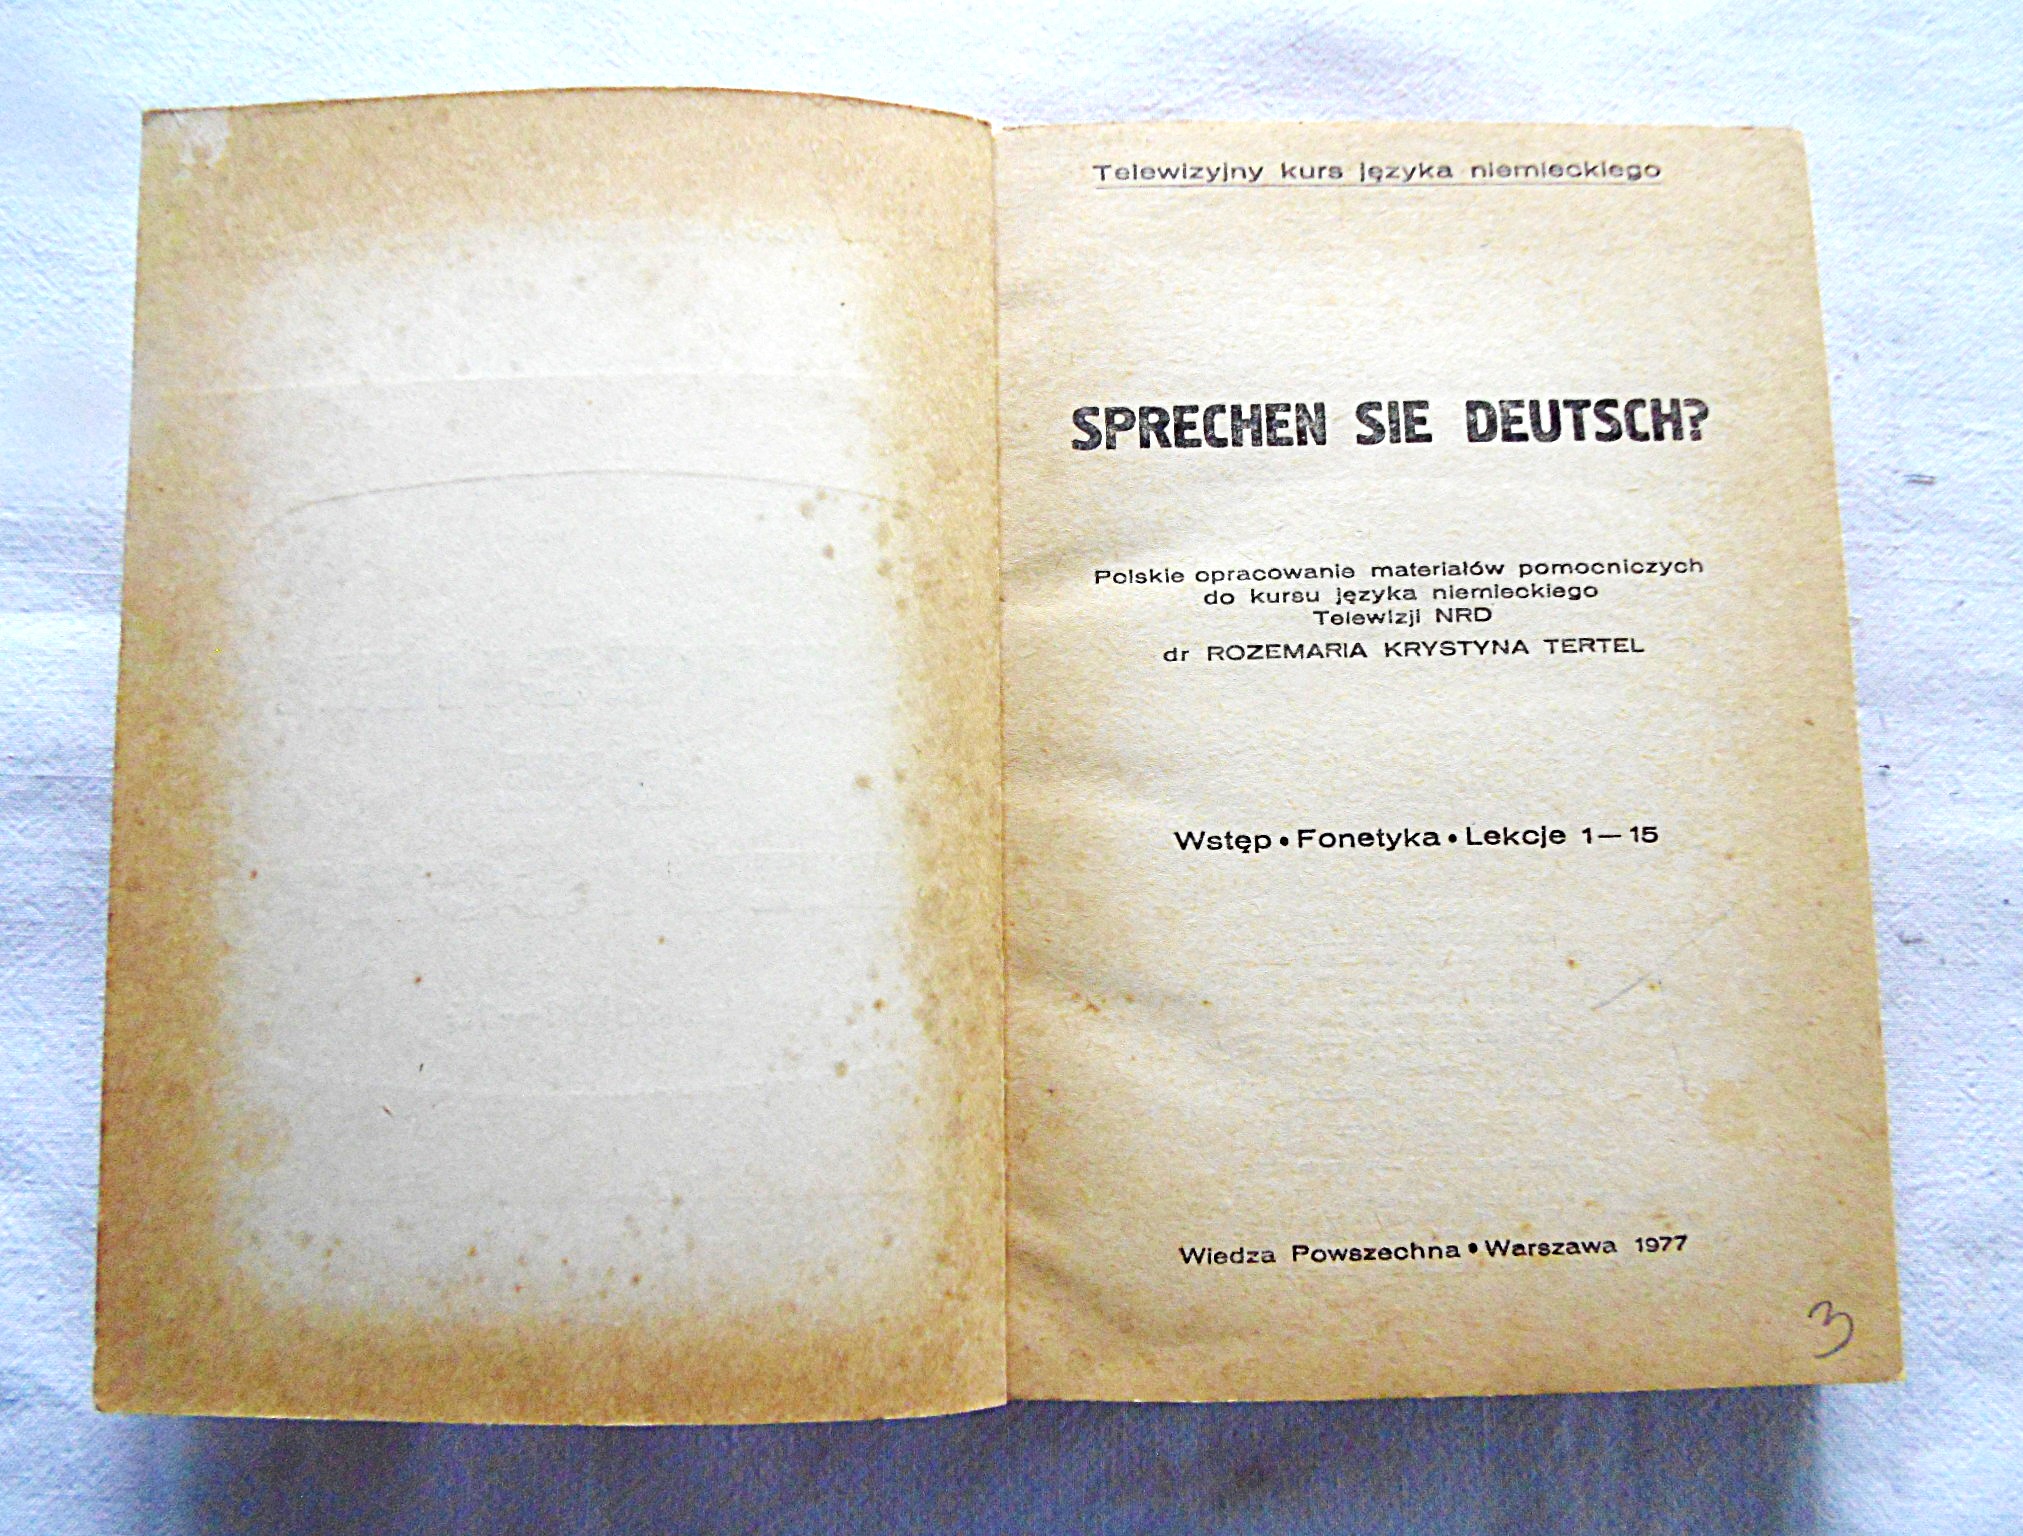 Telewizyjny kurs języka niemieckiego
SPRECHEN SIE DEUTSCH?
Polskie opracowanie materiałów pomocniczych
do kursu języka niemieckiego
Telewizji NRD
dr ROZEMARIA KRYSTYNA TERTEL
Wstęp • Fonetyka • Lekcje 1—15
Wiedza Powszechna • Warszawa 1977
3